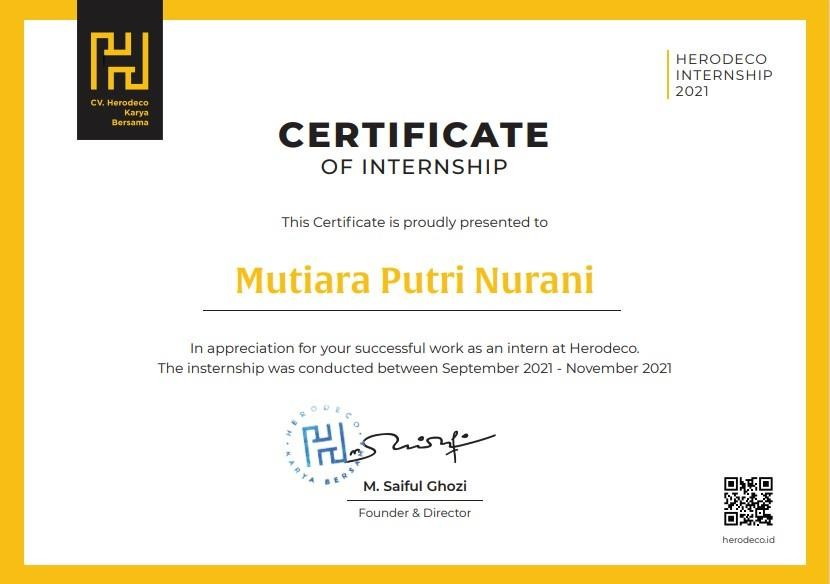 CV. Herodeco
Karya
Bersama
HERODECO
INTERNSHIP
2021
CERTIFICATE
OF INTERNSHIP
This Certificate is proudly presented to
Mutiara Putri Nurani
In appreciation for your successful work as an intern at Herodeco.
The insternship was conducted between September 2021 - November 2021
HERODECO
KARYA BERSAMA
M. Saiful Ghozi
Founder & Director
herodeco.id